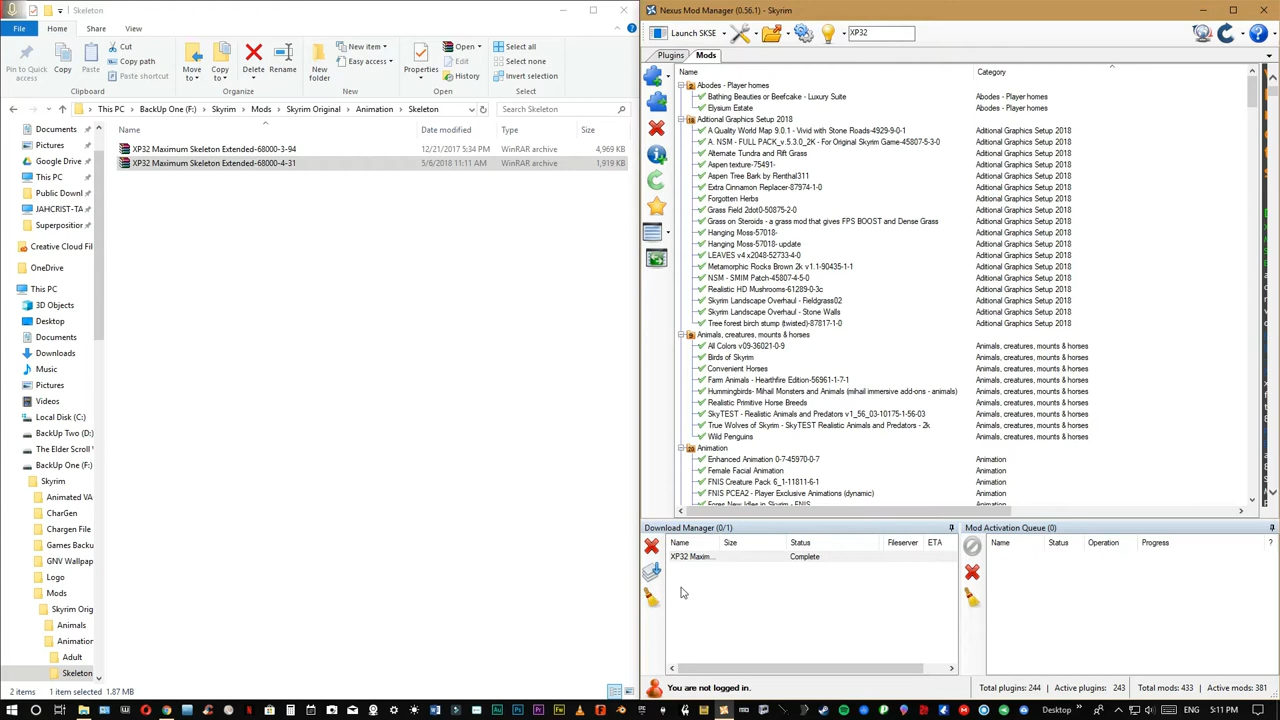 Skeleton
Nexus Mod Manager (0.56.1) - Skyrim
File
Home
Share
View
Launch SKSE
XP32
Pin to Quick access
Copy
Paste
Cut
Copy path
Paste shortcut
Move to
Copy to
Delete
Rename
New folder
New item
Easy access
Properties
Open
Edit
History
Select all
Select none
Invert selection
Clipboard
Organize
New
Open
Select
This PC > BackUp One (F:) > Skyrim > Mods > Skyrim Original > Animation > Skeleton
Search Skeleton
Name
Date modified
Type
Size
XP32 Maximum Skeleton Extended-68000-3-94
12/21/2017 5:34 PM
WinRAR archive
4,969 KB
XP32 Maximum Skeleton Extended-68000-4-31
5/6/2018 11:11 AM
WinRAR archive
1,919 KB
Documents
Pictures
Google Drive
This PC
Public Downl
JAHCRIST-TA
Superposition
Creative Cloud Fil
OneDrive
This PC
3D Objects
Desktop
Documents
Downloads
Music
Pictures
Videos
Local Disk (C:)
BackUp Two (D:)
The Elder Scroll
BackUp One (F:)
Skyrim
Animated VA
CharGen
Chargen File
Games Backu
GNV Wallpap
Logo
Mods
Skyrim Orig
Animals
Animation
Adult
Skeleton
2 items
1 item selected 1.87 MB
Plugins
Mods
Name
Category
2 Abodes - Player homes
Bathing Beauties or Beefcake - Luxury Suite Abodes - Player homes
Elysium Estate Abodes - Player homes
18 Aditional Graphics Setup 2018
A Quality World Map 9.0.1 - Vivid with Stone Roads-4929-9-0-1 Aditional Graphics Setup 2018
A. NSM - FULL PACK_v.5.3.0_2K - For Original Skyrim Game-45807-5-3-0 Aditional Graphics Setup 2018
Alternate Tundra and Rift Grass Aditional Graphics Setup 2018
Aspen texture-75491- Aditional Graphics Setup 2018
Aspen Tree Bark by Renthal311 Aditional Graphics Setup 2018
Extra Cinnamon Replacer-87974-1-0 Aditional Graphics Setup 2018
Forgotten Herbs Aditional Graphics Setup 2018
Grass Field 2dot0-50875-2-0 Aditional Graphics Setup 2018
Grass on Steroids - a grass mod that gives FPS BOOST and Dense Grass Aditional Graphics Setup 2018
Hanging Moss-57018- Aditional Graphics Setup 2018
Hanging Moss-57018- update Aditional Graphics Setup 2018
LEAVES v4 x2048-52733-4-0 Aditional Graphics Setup 2018
Metamorphic Rocks Brown 2k v1.1-90435-1-1 Aditional Graphics Setup 2018
NSM - SMIM Patch-45807-4-5-0 Aditional Graphics Setup 2018
Realistic HD Mushrooms-61289-0-3c Aditional Graphics Setup 2018
Skyrim Landscape Overhaul - Fieldgrass02 Aditional Graphics Setup 2018
Skyrim Landscape Overhaul - Stone Walls Aditional Graphics Setup 2018
Tree forest birch stump (twisted)-87817-1-0 Aditional Graphics Setup 2018
9 Animals, creatures, mounts & horses
All Colors v09-36021-0-9 Animals, creatures, mounts & horses
Birds of Skyrim Animals, creatures, mounts & horses
Convenient Horses Animals, creatures, mounts & horses
Farm Animals - Hearthfire Edition-56961-1-7-1 Animals, creatures, mounts & horses
Hummingbirds- Mihail Monsters and Animals (mihail immersive add-ons - animals) Animals, creatures, mounts & horses
Realistic Primitive Horse Breeds Animals, creatures, mounts & horses
SkyTEST - Realistic Animals and Predators v1_56_03-10175-1-56-03 Animals, creatures, mounts & horses
True Wolves of Skyrim - SkyTEST Realistic Animals and Predators - 2k Animals, creatures, mounts & horses
Wild Penguins Animals, creatures, mounts & horses
20 Animation
Enhanced Animation 0-7-45970-0-7 Animation
Female Facial Animation Animation
FNIS Creature Pack 6_1-11811-6-1 Animation
FNIS PCEA2 - Player Exclusive Animations (dynamic) Animation
Fores New Idles in Skyrim - FNIS Animation
Download Manager (0/1)
Name
Size
Status
Fileserver
ETA
XP32 Maxim...
Complete
Mod Activation Queue (0)
Name
Status
Operation
Progress
?
You are not logged in.
Total plugins: 244
Active plugins: 243
Total mods: 433
Active mods: 381
Desktop
ENG
5:11 PM